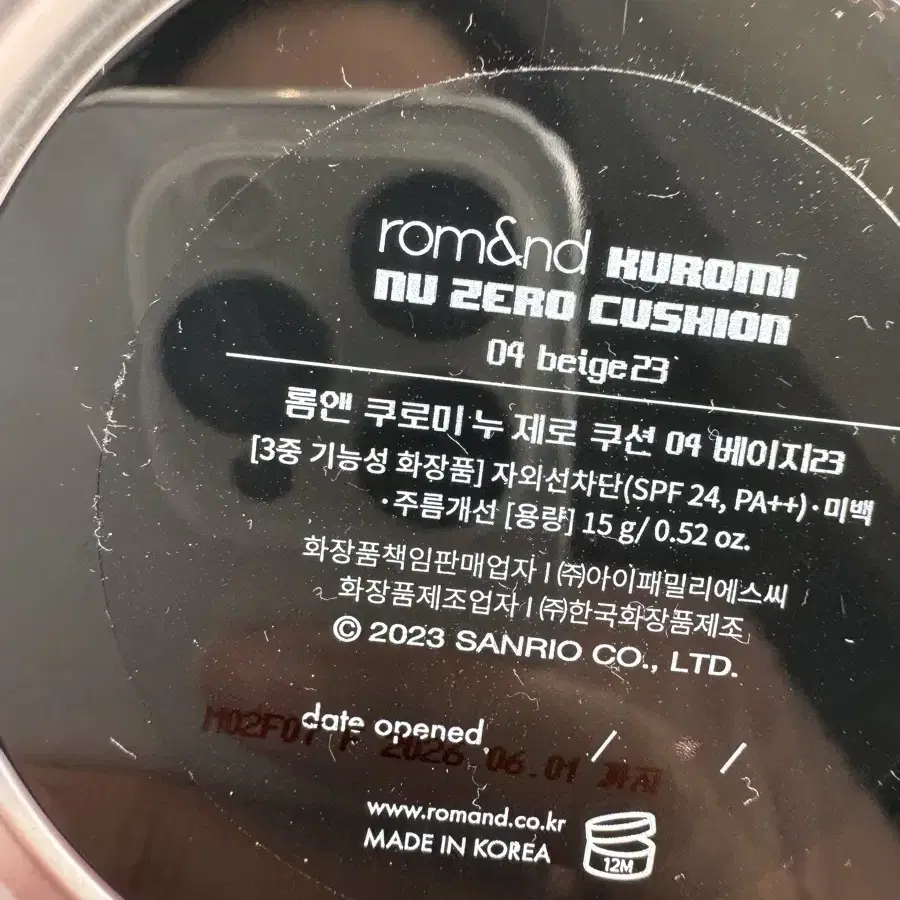 rom&nd KUROMI
NU ZERO CUSHION
04 beige23
롬앤 쿠로미 누 제로 쿠션 04 베이지23
[3중 기능성 화장품] 자외선차단(SPF 24, PA++)·미백
·주름개선 [용량] 15 g/ 0.52 oz.
화장품책임판매업자 l ㈜아이패밀리에스씨
화장품제조업자 l ㈜한국화장품제조
© 2023 SANRIO CO., LTD.
date opened / /
2026 06.01 까지
www.romand.co.kr
MADE IN KOREA
12M